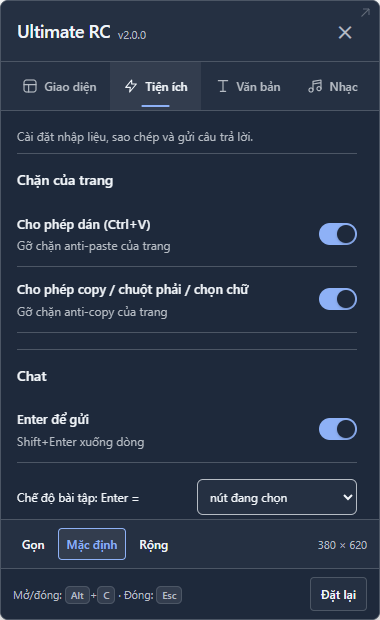 Ultimate RC v2.0.0
Giao diện Tiện ích Văn bản Nhạc
Cài đặt nhập liệu, sao chép và gửi câu trả lời.
Chặn của trang
Cho phép dán (Ctrl+V)
Gỡ chặn anti-paste của trang
Cho phép copy / chuột phải / chọn chữ
Gỡ chặn anti-copy của trang
Chat
Enter để gửi
Shift+Enter xuống dòng
Chế độ bài tập: Enter = nút đang chọn
Gọn Mặc định Rộng 380 × 620
Mở/đóng: Alt + C · Đóng: Esc Đặt lại